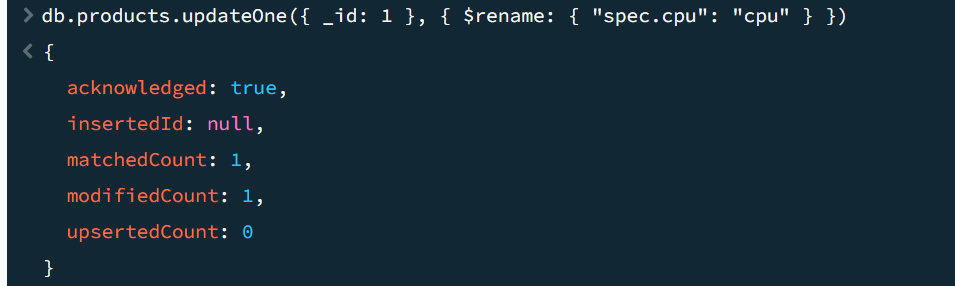 > db.products.updateOne({ _id: 1 }, { $rename: { "spec.cpu": "cpu" } })
< {
acknowledged: true,
insertedId: null,
matchedCount: 1,
modifiedCount: 1,
upsertedCount: 0
}